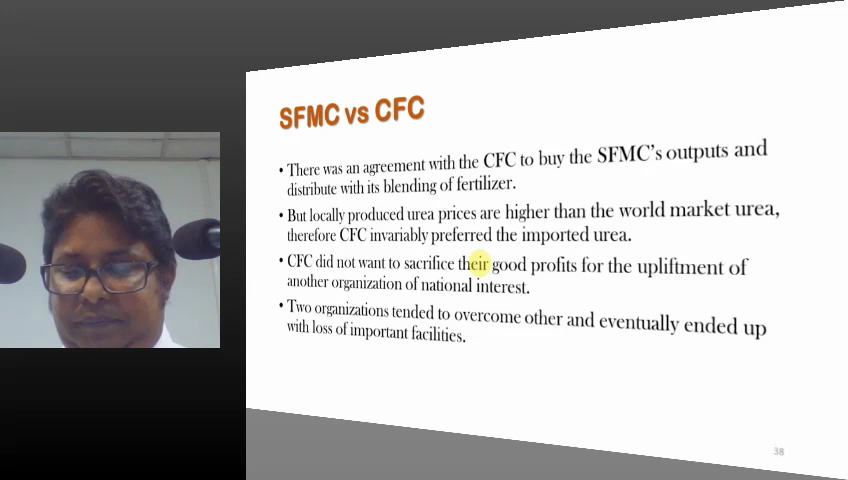 SFMC vs CFC
• There was an agreement with the CFC to buy the SFMC's outputs and
distribute with its blending of fertilizer.
• But locally produced urea prices are higher than the world market urea,
therefore CFC invariably preferred the imported urea.
• CFC did not want to sacrifice their good profits for the upliftment of
another organization of national interest.
• Two organizations tended to overcome other and eventually ended up
with loss of important facilities.
38